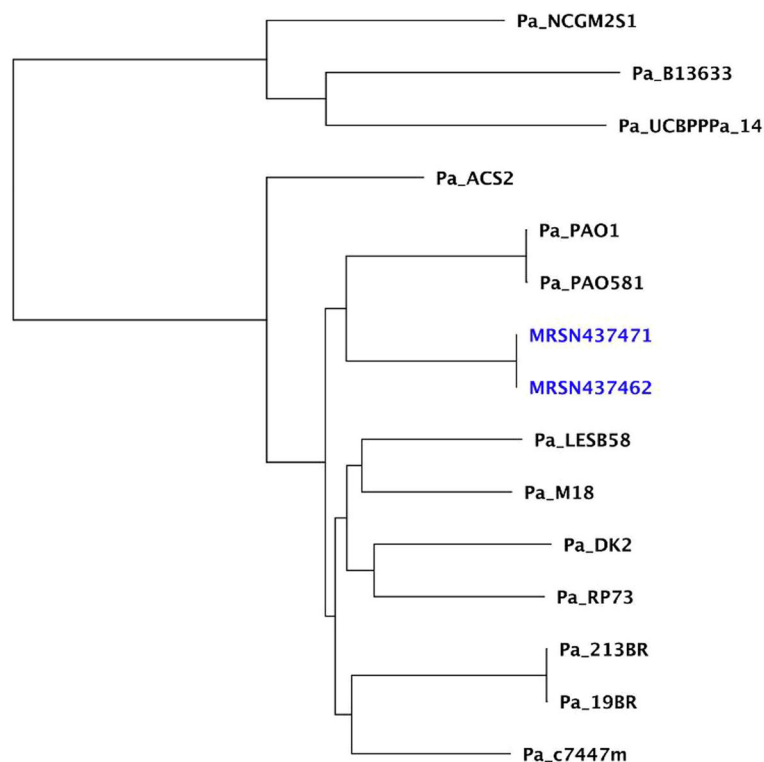 Pa_NCGM2S1
Pa_B13633
Pa_UCBPPPa_14
Pa_ACS2
Pa_PAO1
Pa_PAO581
MRSN437471
MRSN437462
Pa_LESB58
Pa_M18
Pa_DK2
Pa_RP73
Pa_213BR
Pa_19BR
Pa_c7447m